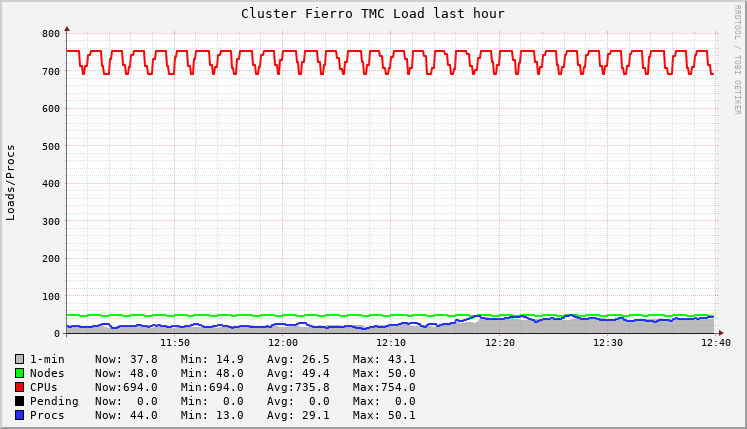 Cluster Fierro TMC Load last hour
RRDTOOL / TOBI OETIKER
Loads/Procs
800
700
600
500
400
300
200
100
0
11:50 12:00 12:10 12:20 12:30 12:40
1-min Now: 37.8 Min: 14.9 Avg: 26.5 Max: 43.1
Nodes Now: 48.0 Min: 48.0 Avg: 49.4 Max: 50.0
CPUs Now:694.0 Min:694.0 Avg:735.8 Max:754.0
Pending Now: 0.0 Min: 0.0 Avg: 0.0 Max: 0.0
Procs Now: 44.0 Min: 13.0 Avg: 29.1 Max: 50.1